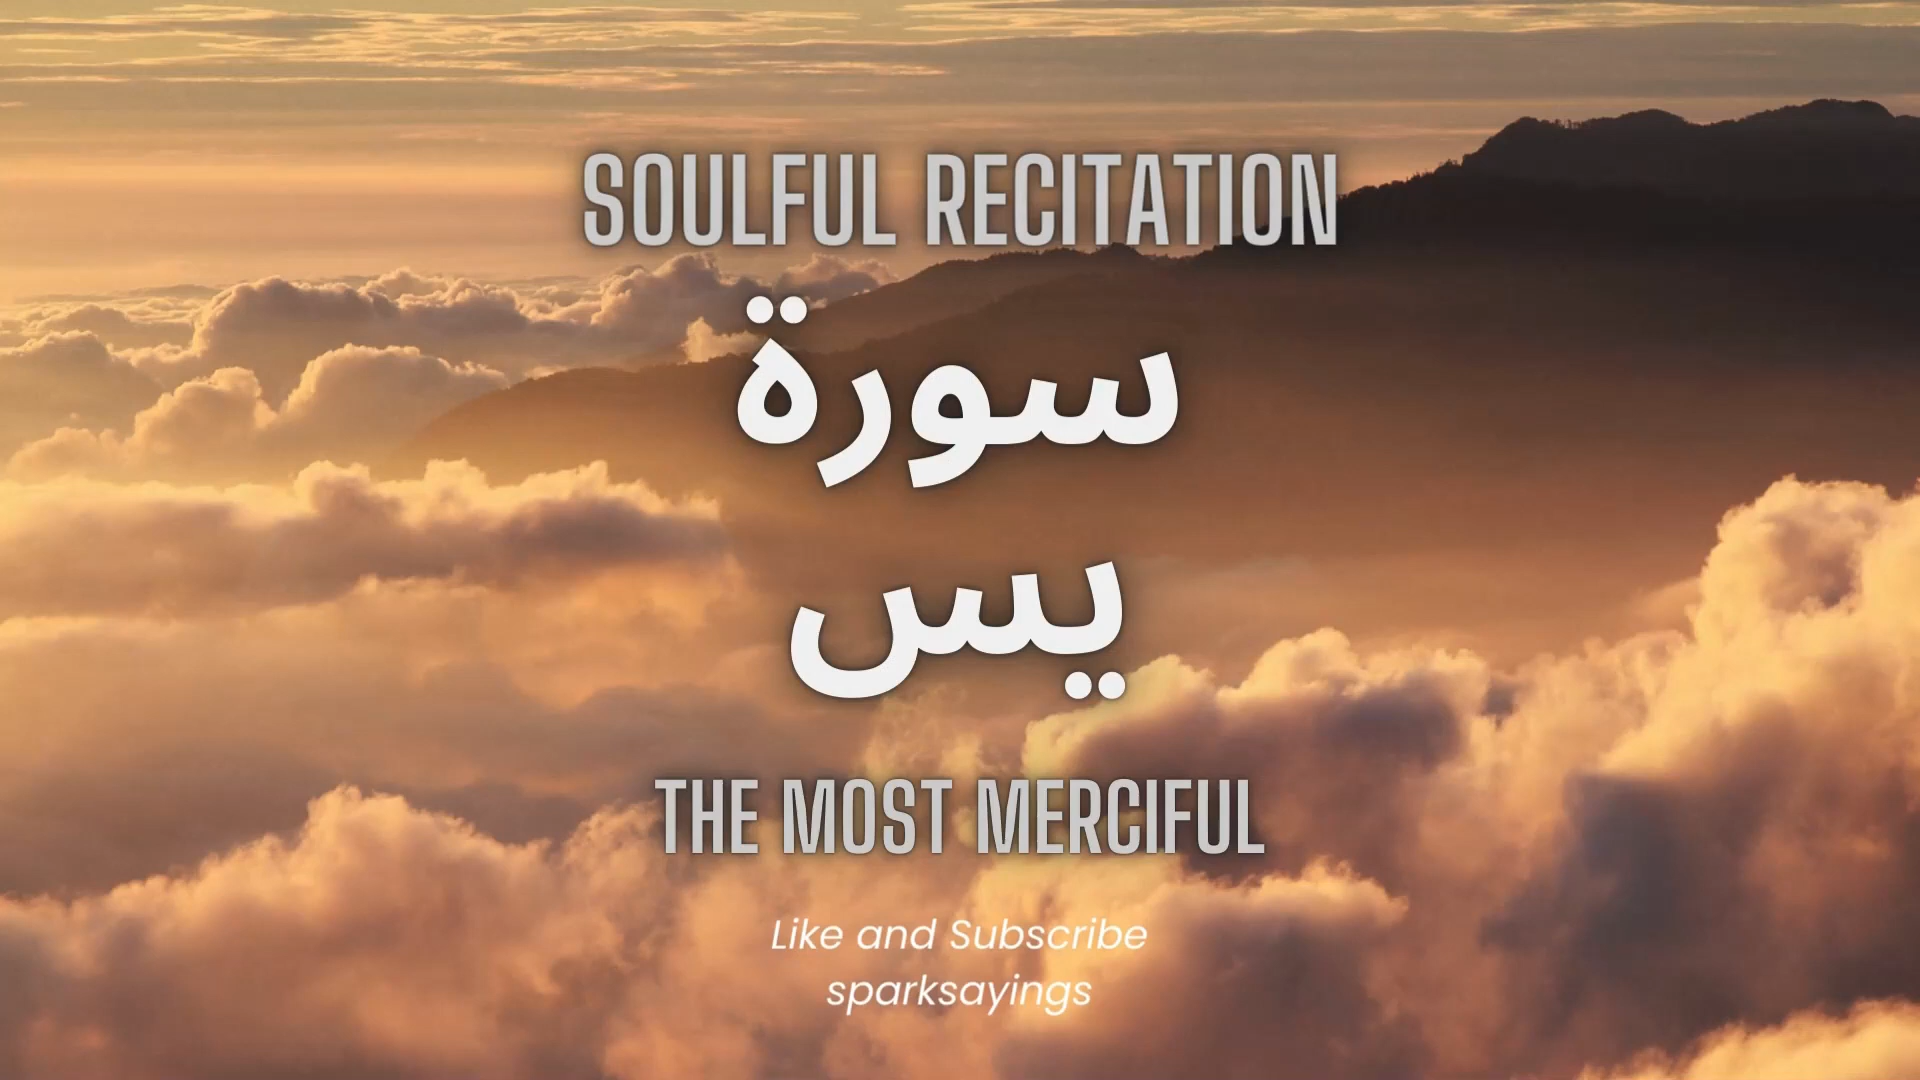 SOULFUL RECITATION
سورة
يس
THE MOST MERCIFUL
Like and Subscribe
sparksayings